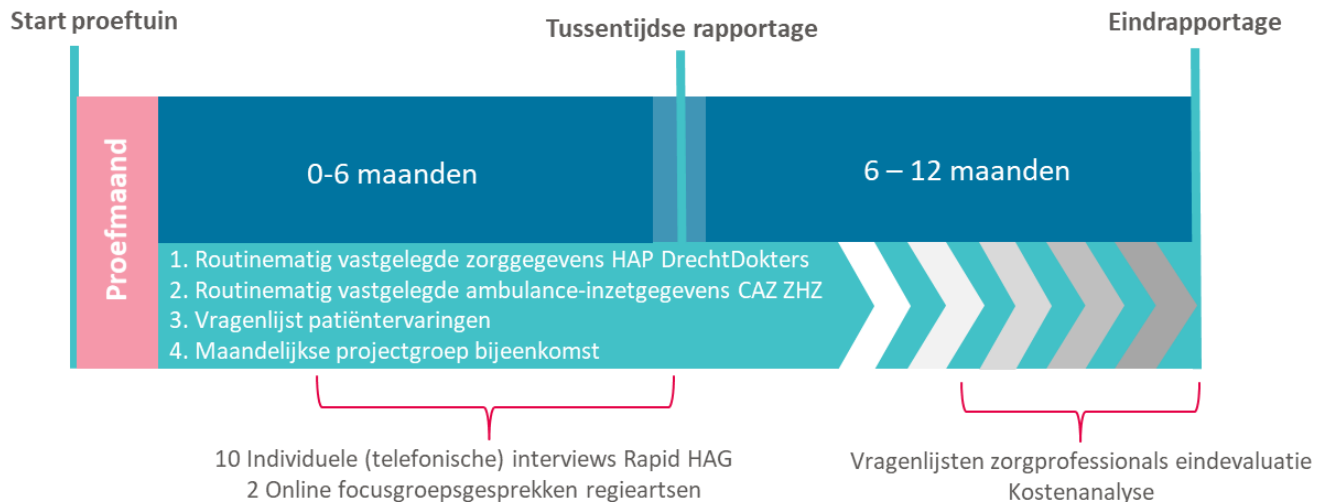 Start proeftuin
Tussentijdse rapportage
Eindrapportage
Proefmaand
0-6 maanden
6 – 12 maanden
1. Routinematig vastgelegde zorggegevens HAP DrechtDokters
2. Routinematig vastgelegde ambulance-inzetgegevens CAZ ZHZ
3. Vragenlijst patiëntervaringen
4. Maandelijkse projectgroep bijeenkomst
10 Individuele (telefonische) interviews Rapid HAG
2 Online focusgroepsgesprekken regieartsen
Vragenlijsten zorgprofessionals eindevaluatie
Kostenanalyse